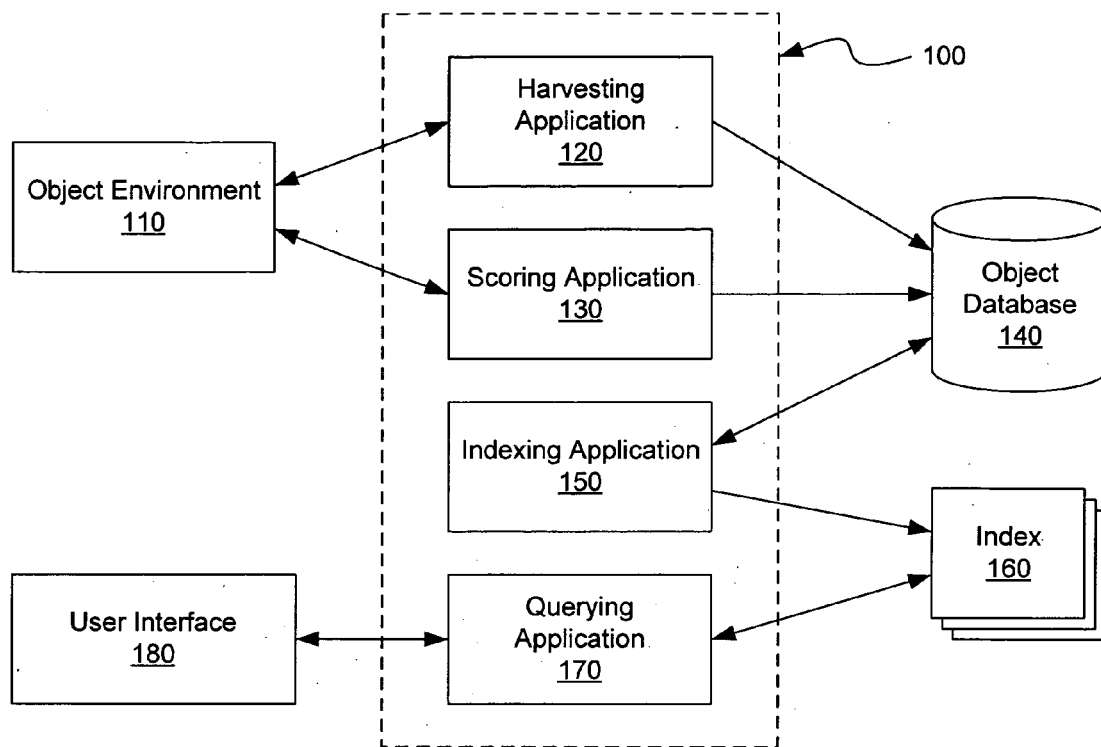 100
Harvesting
Application
120
Object Environment
110
Scoring Application
130
Object
Database
140
Indexing Application
150
Index
160
Querying
Application
170
User Interface
180